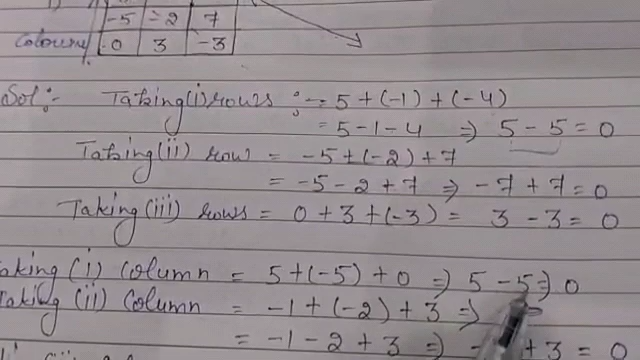 -5 -2 7
Column 0 3 -3
Sol:- Taking (i) rows :- = 5+(-1)+(-4)
= 5-1-4 ⇒ 5-5=0
Taking (ii) row = -5+(-2)+7
= -5-2+7 ⇒ -7+7=0
Taking (iii) rows = 0+3+(-3) = 3-3=0
aking (i) Column = 5+(-5)+0 ⇒ 5-5⇒ 0
Taking (ii) Column = -1+(-2)+3 ⇒
= -1-2+3 ⇒ - +3=0